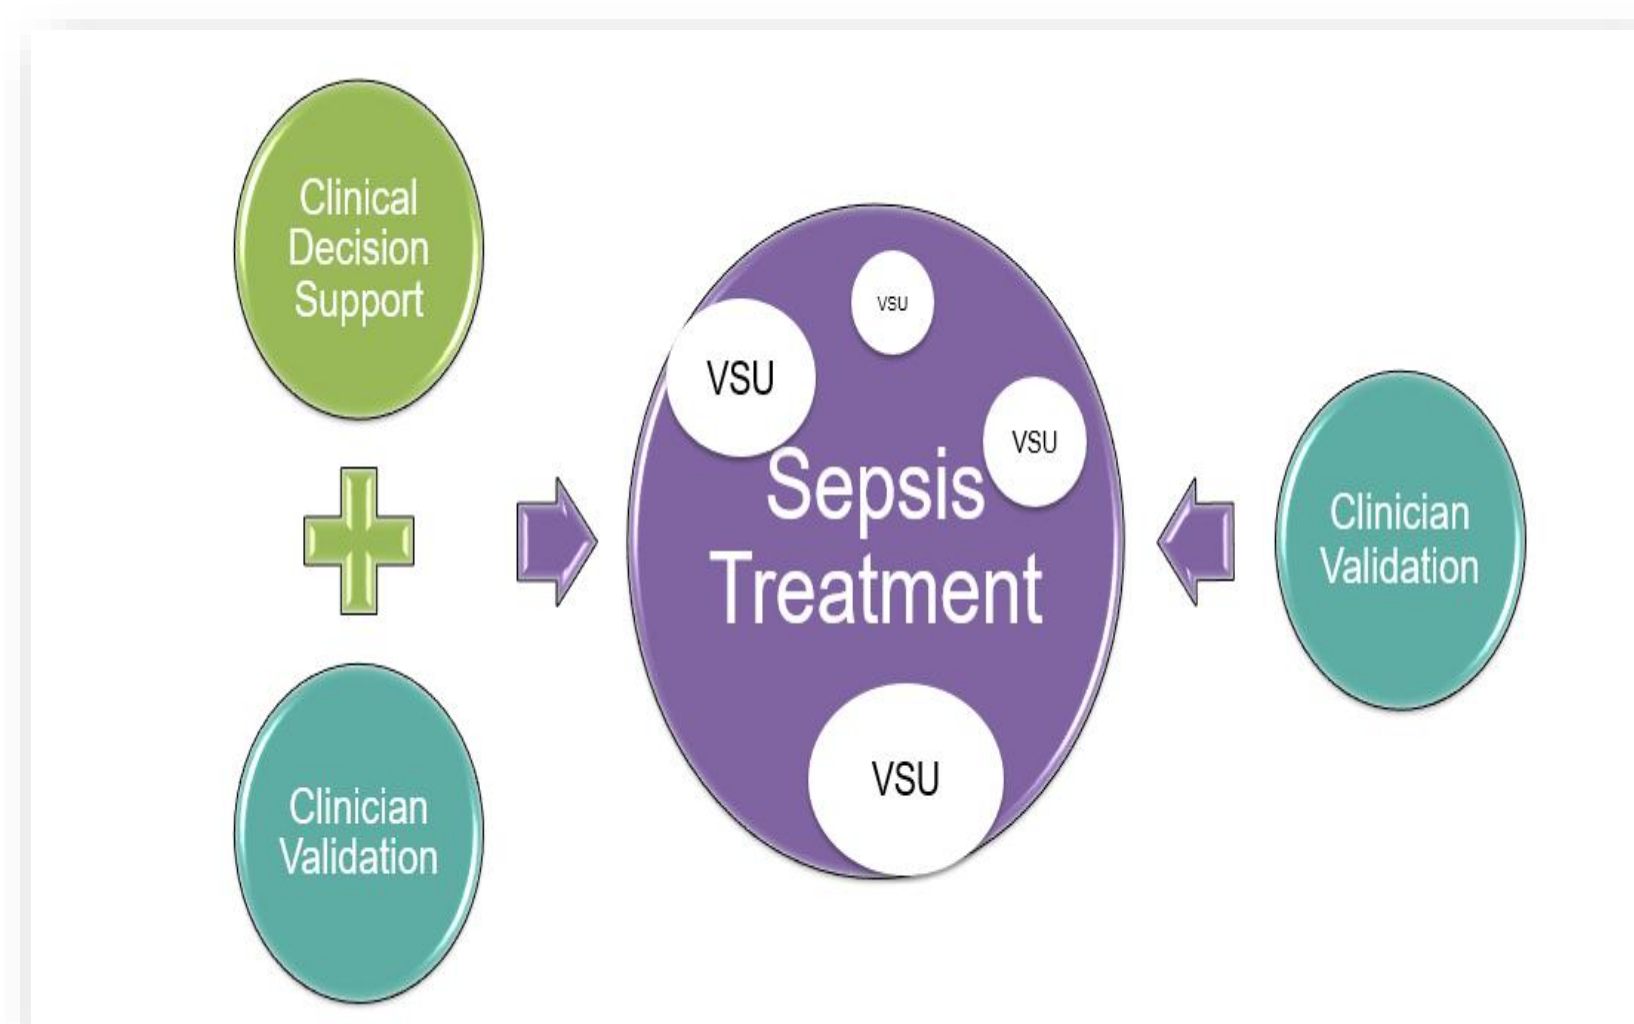 Clinical
Decision
Support
Clinician
Validation
VSU
VSU
VSU
Sepsis
Treatment
VSU
Clinician
Validation